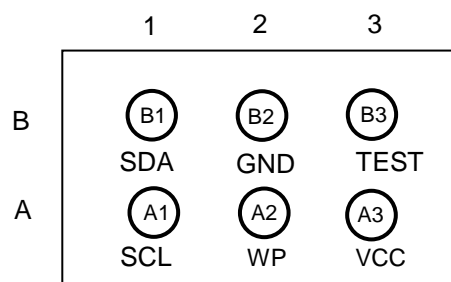 1 2 3
B B1 B2 B3
SDA GND TEST
A A1 A2 A3
SCL WP VCC